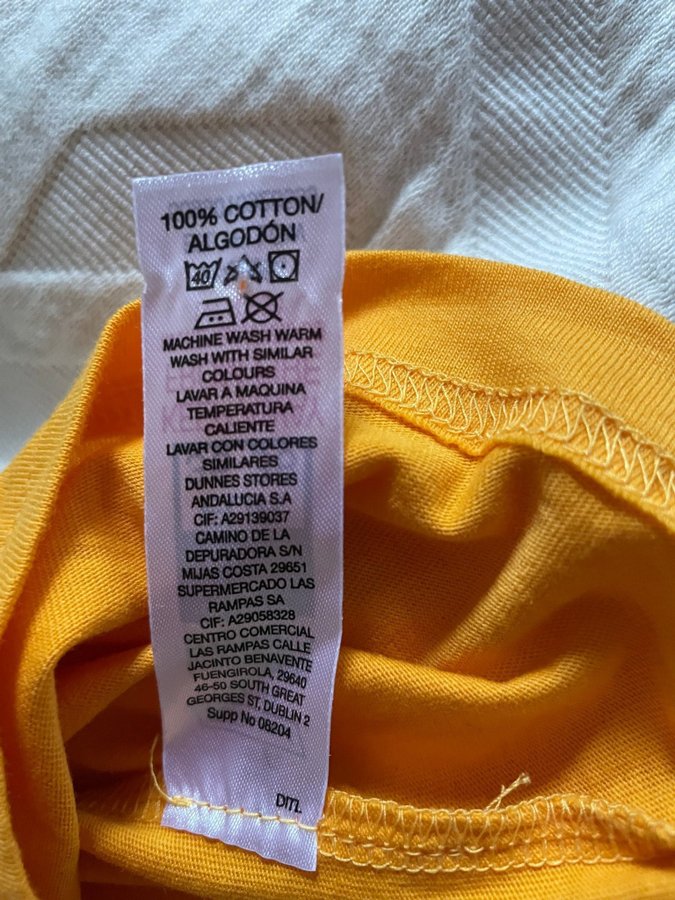 100% COTTON/
ALGODÓN
40
MACHINE WASH WARM
WASH WITH SIMILAR
COLOURS
LAVAR A MAQUINA
TEMPERATURA
CALIENTE
LAVAR CON COLORES
SIMILARES
DUNNES STORES
ANDALUCIA S.A
CIF: A29139037
CAMINO DE LA
DEPURADORA S/N
MIJAS COSTA 29651
SUPERMERCADO LAS
RAMPAS SA
CIF: A29058328
CENTRO COMERCIAL
LAS RAMPAS CALLE
JACINTO BENAVENTE
FUENGIROLA, 29640
46-50 SOUTH GREAT
GEORGES ST, DUBLIN 2
Supp No 08204